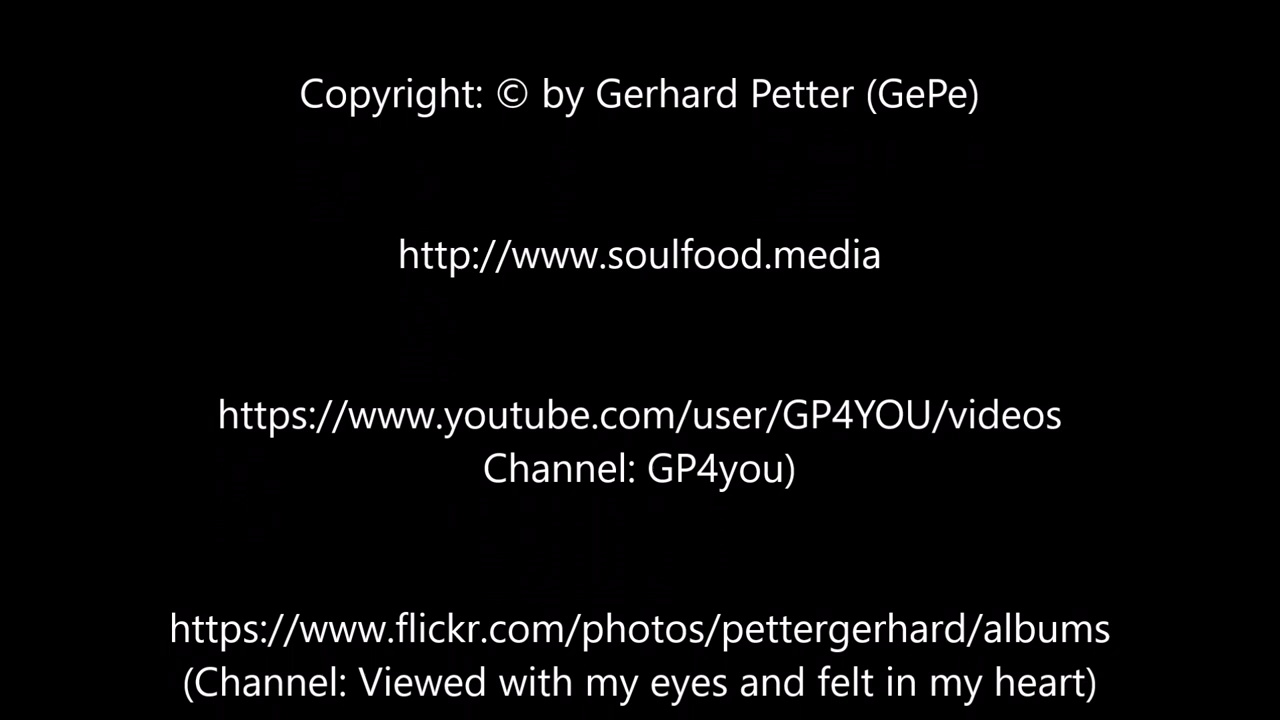 Copyright: © by Gerhard Petter (GePe)
http://www.soulfood.media
https://www.youtube.com/user/GP4YOU/videos
Channel: GP4you)
https://www.flickr.com/photos/pettergerhard/albums
(Channel: Viewed with my eyes and felt in my heart)